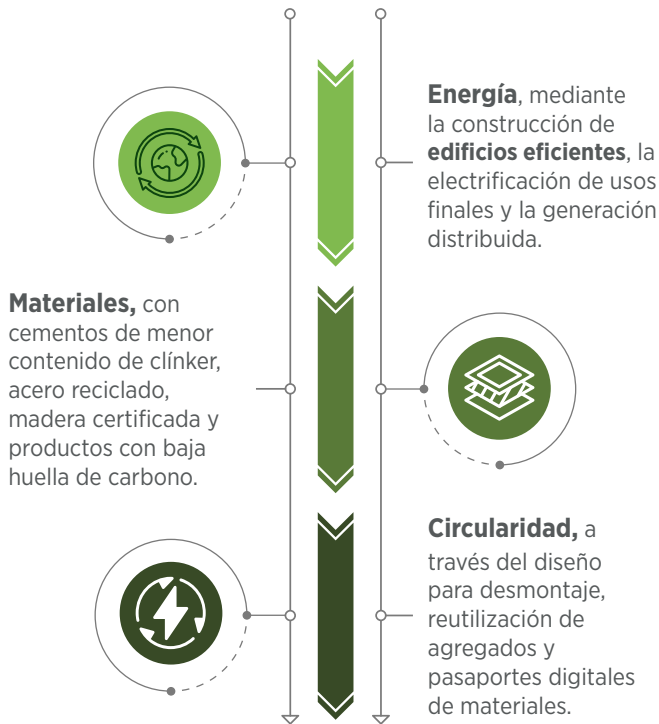 Energía, mediante
la construcción de
edificios eficientes, la
electrificación de usos
finales y la generación
distribuida.
Materiales, con
cementos de menor
contenido de clínker,
acero reciclado,
madera certificada y
productos con baja
huella de carbono.
Circularidad, a
través del diseño
para desmontaje,
reutilización de
agregados y
pasaportes digitales
de materiales.